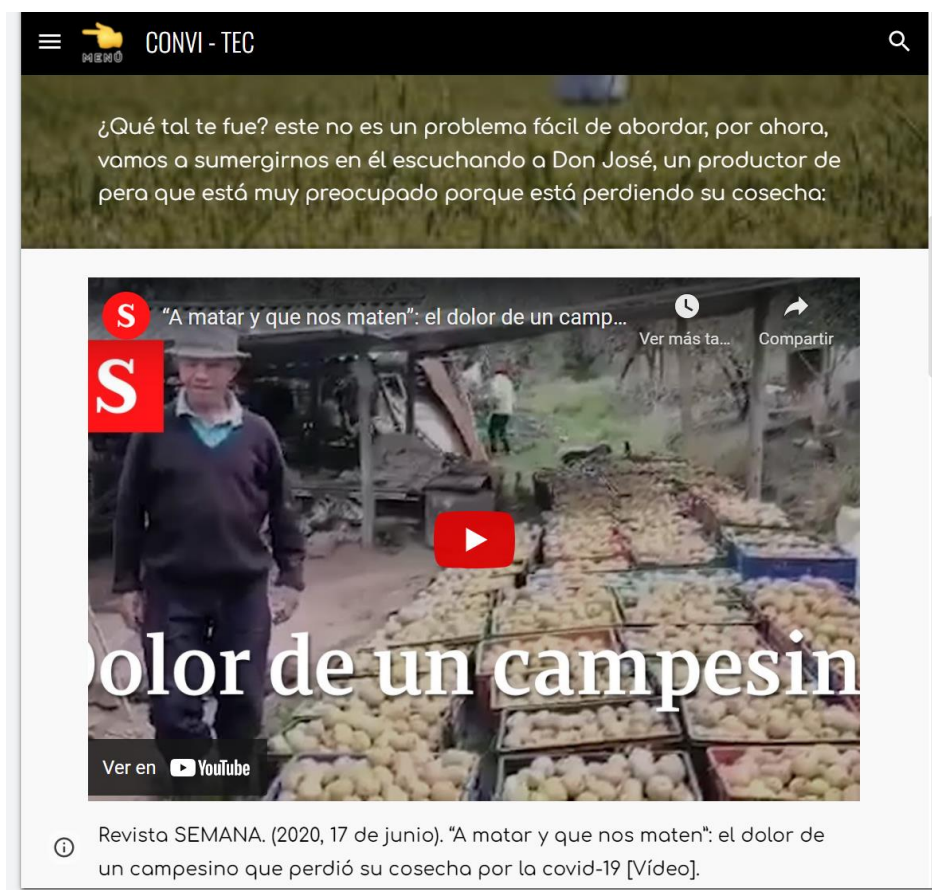 MENÚ
CONVI - TEC
¿Qué tal te fue? este no es un problema fácil de abordar, por ahora,
vamos a sumergirnos en él escuchando a Don José, un productor de
pera que está muy preocupado porque está perdiendo su cosecha:
S
“A matar y que nos maten”: el dolor de un camp...
Ver más ta...
Compartir
S
Dolor de un campesin
Ver en YouTube
Revista SEMANA. (2020, 17 de junio). “A matar y que nos maten”: el dolor de
un campesino que perdió su cosecha por la covid-19 [Vídeo].